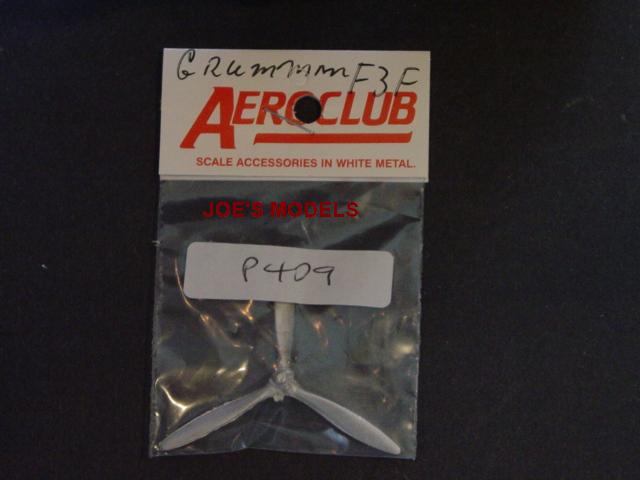 GRUMMAN F3F
AEROCLUB
SCALE ACCESSORIES IN WHITE METAL.
JOE'S MODELS
P409